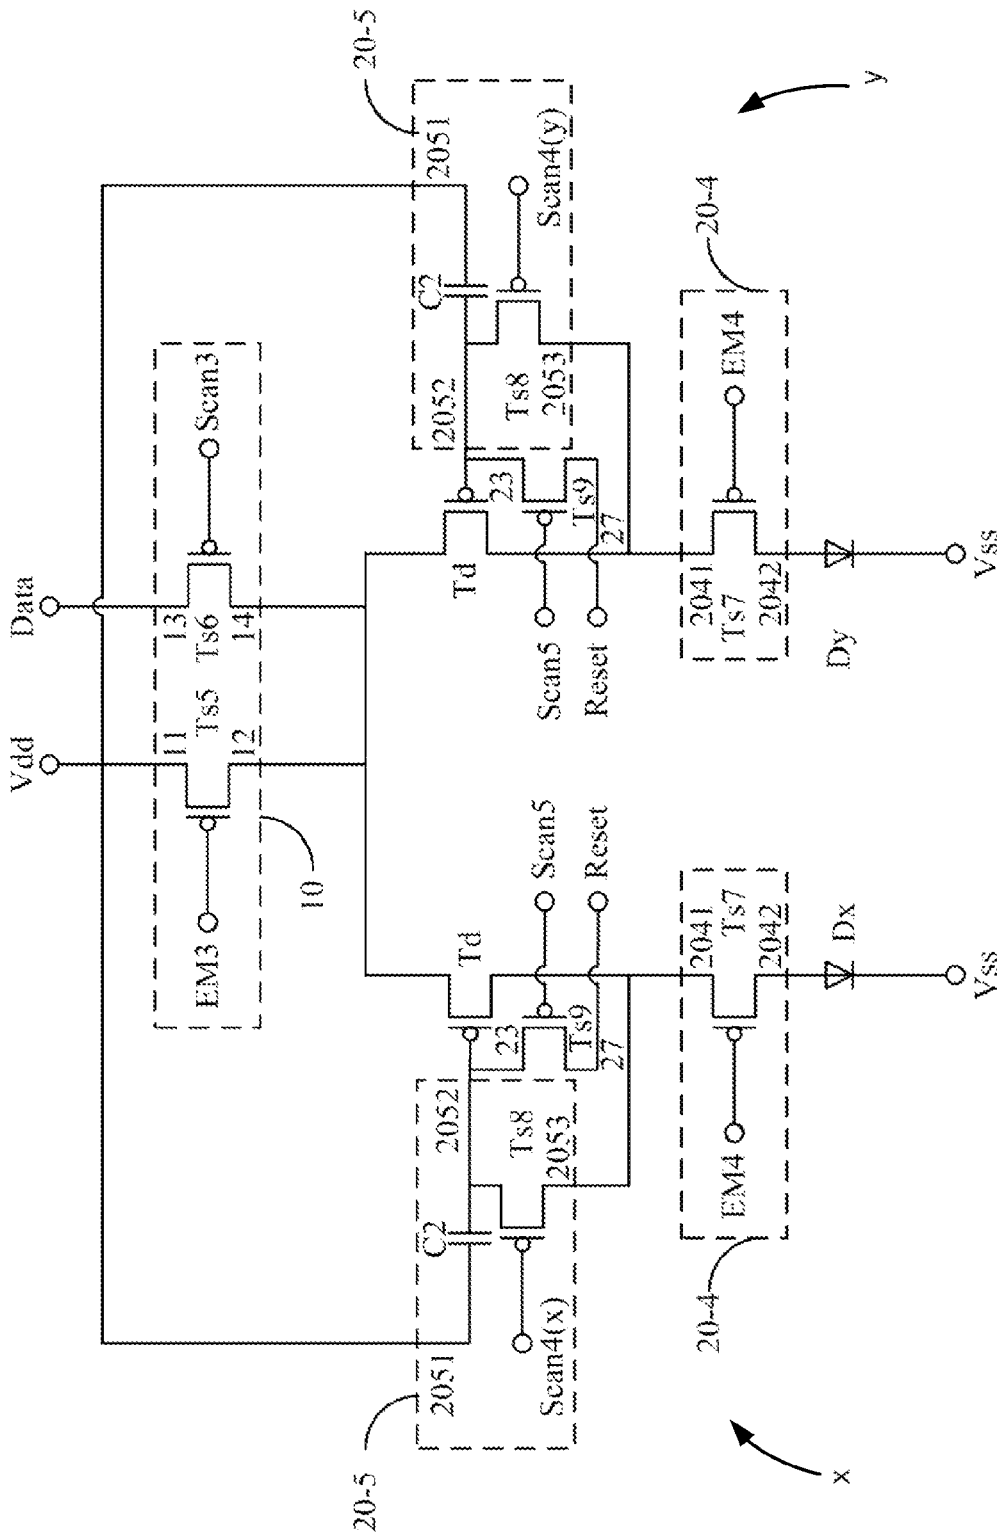 Vdd
Data
EM3
11
Ts5
12
13
Ts6
14
Scan3
10
20-5
2051
C2
2052
Ts8
2053
Scan4(x)
Td
23
Ts9
27
Scan5
Reset
20-5
2051
C2
2052
Ts8
2053
Scan4(y)
Td
23
Ts9
27
Scan5
Reset
20-4
EM4
2041
Ts7
2042
Dx
Vss
20-4
EM4
2041
Ts7
2042
Dy
Vss
x
y